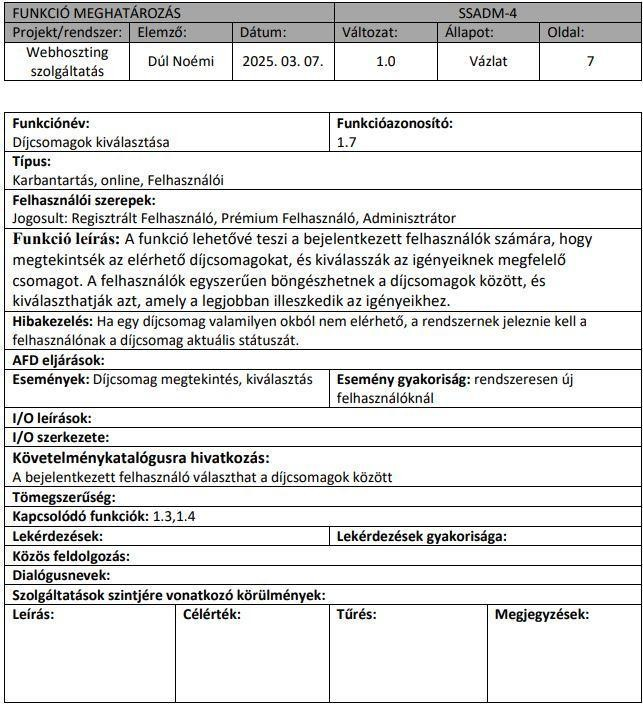 FUNKCIÓ MEGHATÁROZÁS SSADM-4
Projekt/rendszer: Elemző: Dátum: Változat: Állapot: Oldal:
Webhoszting szolgáltatás Dúl Noémi 2025. 03. 07. 1.0 Vázlat 7
Funkciónév: Funkcióazonosító:
Díjcsomagok kiválasztása 1.7
Típus:
Karbantartás, online, Felhasználói
Felhasználói szerepek:
Jogosult: Regisztrált Felhasználó, Prémium Felhasználó, Adminisztrátor
Funkció leírás: A funkció lehetővé teszi a bejelentkezett felhasználók számára, hogy
megtekintsék az elérhető díjcsomagokat, és kiválasszák az igényeiknek megfelelő
csomagot. A felhasználók egyszerűen böngészhetnek a díjcsomagok között, és
kiválaszthatják azt, amely a legjobban illeszkedik az igényeikhez.
Hibakezelés: Ha egy díjcsomag valamilyen okból nem elérhető, a rendszernek jeleznie kell a
felhasználónak a díjcsomag aktuális státuszát.
AFD eljárások:
Események: Díjcsomag megtekintés, kiválasztás Esemény gyakoriság: rendszeresen új
felhasználóknál
I/O leírások:
I/O szerkezete:
Követelménykatalógusra hivatkozás:
A bejelentkezett felhasználó választhat a díjcsomagok között
Tömegszerűség:
Kapcsolódó funkciók: 1.3,1.4
Lekérdezések: Lekérdezések gyakorisága:
Közös feldolgozás:
Dialógusnevek:
Szolgáltatások szintjére vonatkozó körülmények:
Leírás: Célérték: Tűrés: Megjegyzések: